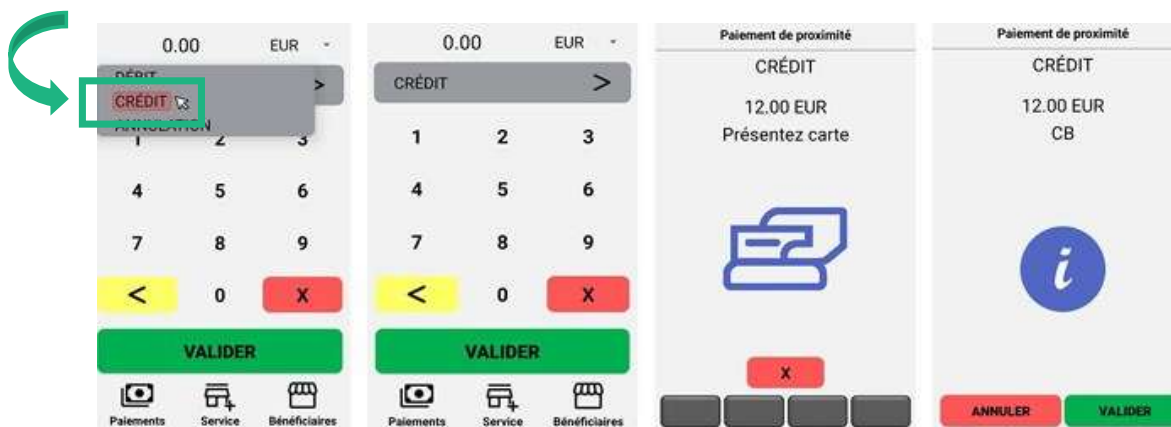 0.00 EUR
DÉBIT
>
CRÉDIT
ANNULATION
1 2 3
4 5 6
7 8 9
< 0 X
VALIDER
Paiements Service Bénéficiaires
0.00 EUR
CRÉDIT >
1 2 3
4 5 6
7 8 9
< 0 X
VALIDER
Paiements Service Bénéficiaires
Paiement de proximité
CRÉDIT
12.00 EUR
Présentez carte
X
Paiement de proximité
CRÉDIT
12.00 EUR
CB
i
ANNULER VALIDER